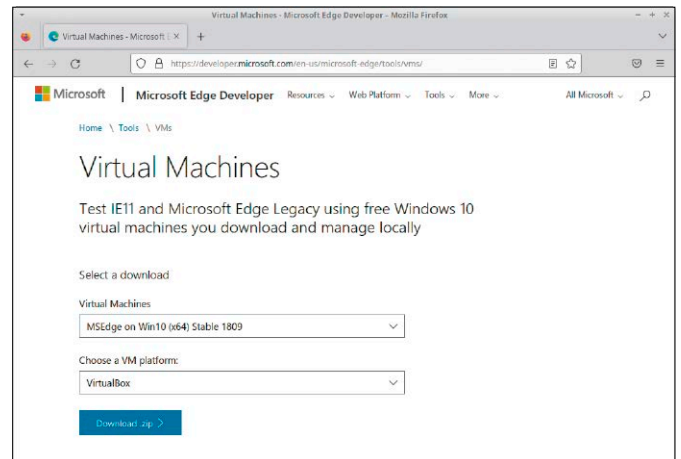 Virtual Machines - Microsoft Edge Developer - Mozilla Firefox
Virtual Machines - Microsoft E
https://developer.microsoft.com/en-us/microsoft-edge/tools/vms/
Microsoft | Microsoft Edge Developer Resources Web Platform Tools More All Microsoft
Home \ Tools \ VMs
Virtual Machines
Test IE11 and Microsoft Edge Legacy using free Windows 10
virtual machines you download and manage locally
Select a download
Virtual Machines
MSEdge on Win10 (x64) Stable 1809
Choose a VM platform:
VirtualBox
Download .zip >